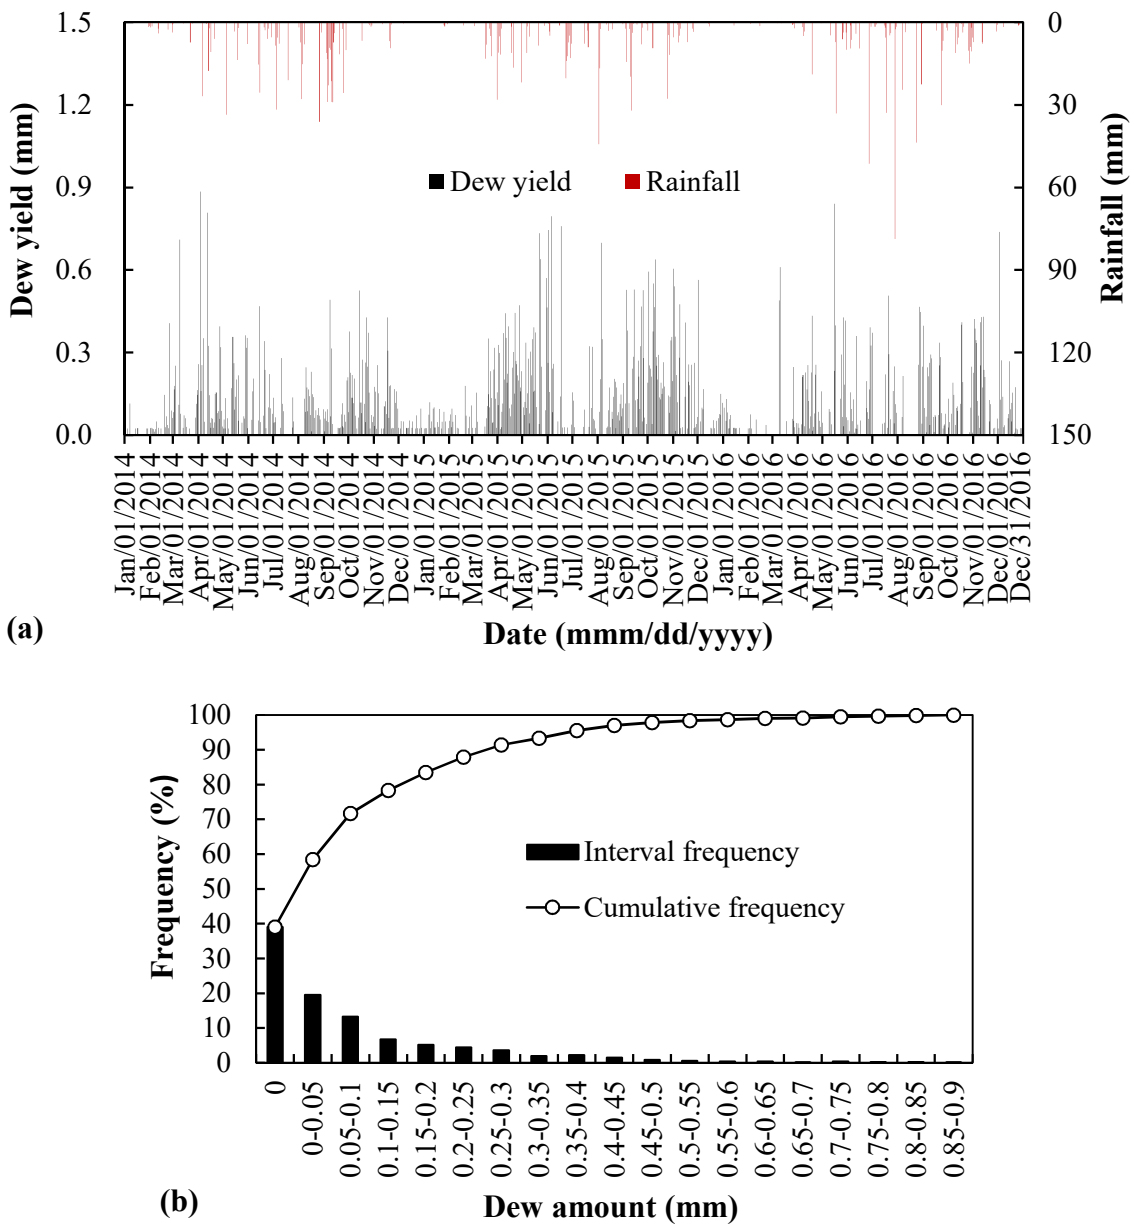 1.5
1.2
0.9
0.6
0.3
0.0
Dew yield (mm)
0
30
60
90
120
150
Rainfall (mm)
Dew yield
Rainfall
Jan/01/2014
Feb/01/2014
Mar/01/2014
Apr/01/2014
May/01/2014
Jun/01/2014
Jul/01/2014
Aug/01/2014
Sep/01/2014
Oct/01/2014
Nov/01/2014
Dec/01/2014
Jan/01/2015
Feb/01/2015
Mar/01/2015
Apr/01/2015
May/01/2015
Jun/01/2015
Jul/01/2015
Aug/01/2015
Sep/01/2015
Oct/01/2015
Nov/01/2015
Dec/01/2015
Jan/01/2016
Feb/01/2016
Mar/01/2016
Apr/01/2016
May/01/2016
Jun/01/2016
Jul/01/2016
Aug/01/2016
Sep/01/2016
Oct/01/2016
Nov/01/2016
Dec/01/2016
Dec/31/2016
(a)
Date (mmm/dd/yyyy)
100
90
80
70
60
50
40
30
20
10
0
Frequency (%)
Interval frequency
Cumulative frequency
0
0-0.05
0.05-0.1
0.1-0.15
0.15-0.2
0.2-0.25
0.25-0.3
0.3-0.35
0.35-0.4
0.4-0.45
0.45-0.5
0.5-0.55
0.55-0.6
0.6-0.65
0.65-0.7
0.7-0.75
0.75-0.8
0.8-0.85
0.85-0.9
(b)
Dew amount (mm)